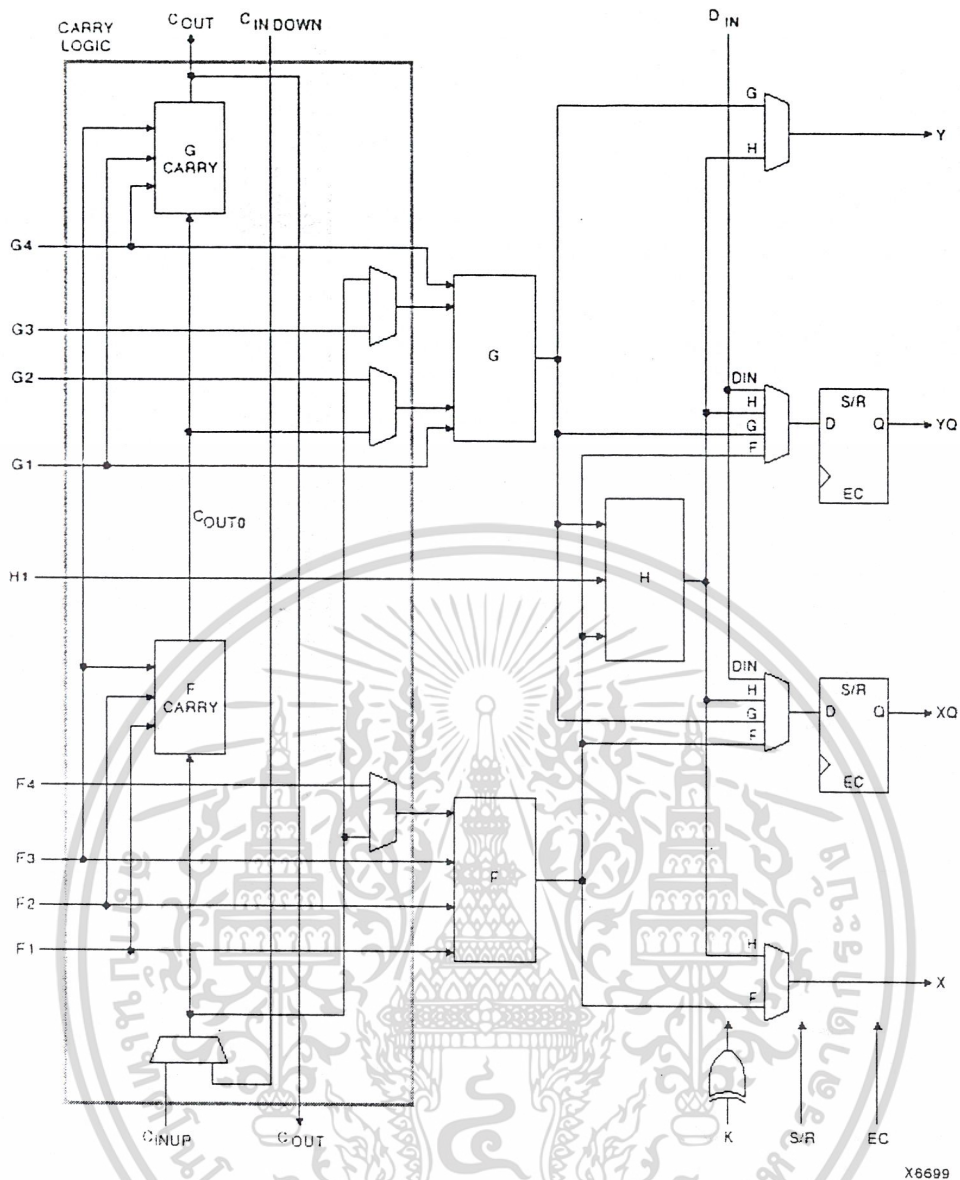 CARRY
LOGIC
C OUT
C IN DOWN
D IN
G
CARRY
G
H
Y
G4
G3
G2
G1
G
DIN
H
G
F
S/R
D
Q
EC
YQ
C OUT0
H1
H
F
CARRY
DIN
H
G
F
S/R
D
Q
EC
XQ
F4
F3
F2
F1
F
H
F
X
C INUP
C OUT
K
S/R
EC
X6699